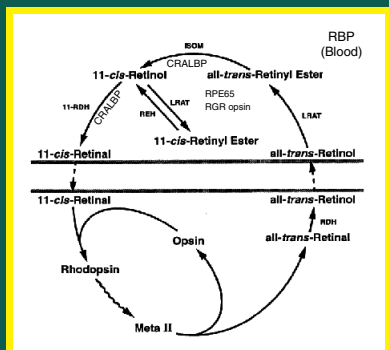 RBP
(Blood)
ISOM
CRALBP
11-cis-Retinol
all-trans-Retinyl Ester
11-RDH
CRALBP
LRAT
REH
RPE65
RGR opsin
LRAT
11-cis-Retinyl Ester
11-cis-Retinal
all-trans-Retinol
11-cis-Retinal
all-trans-Retinol
RDH
Opsin
all-trans-Retinal
Rhodopsin
Meta II